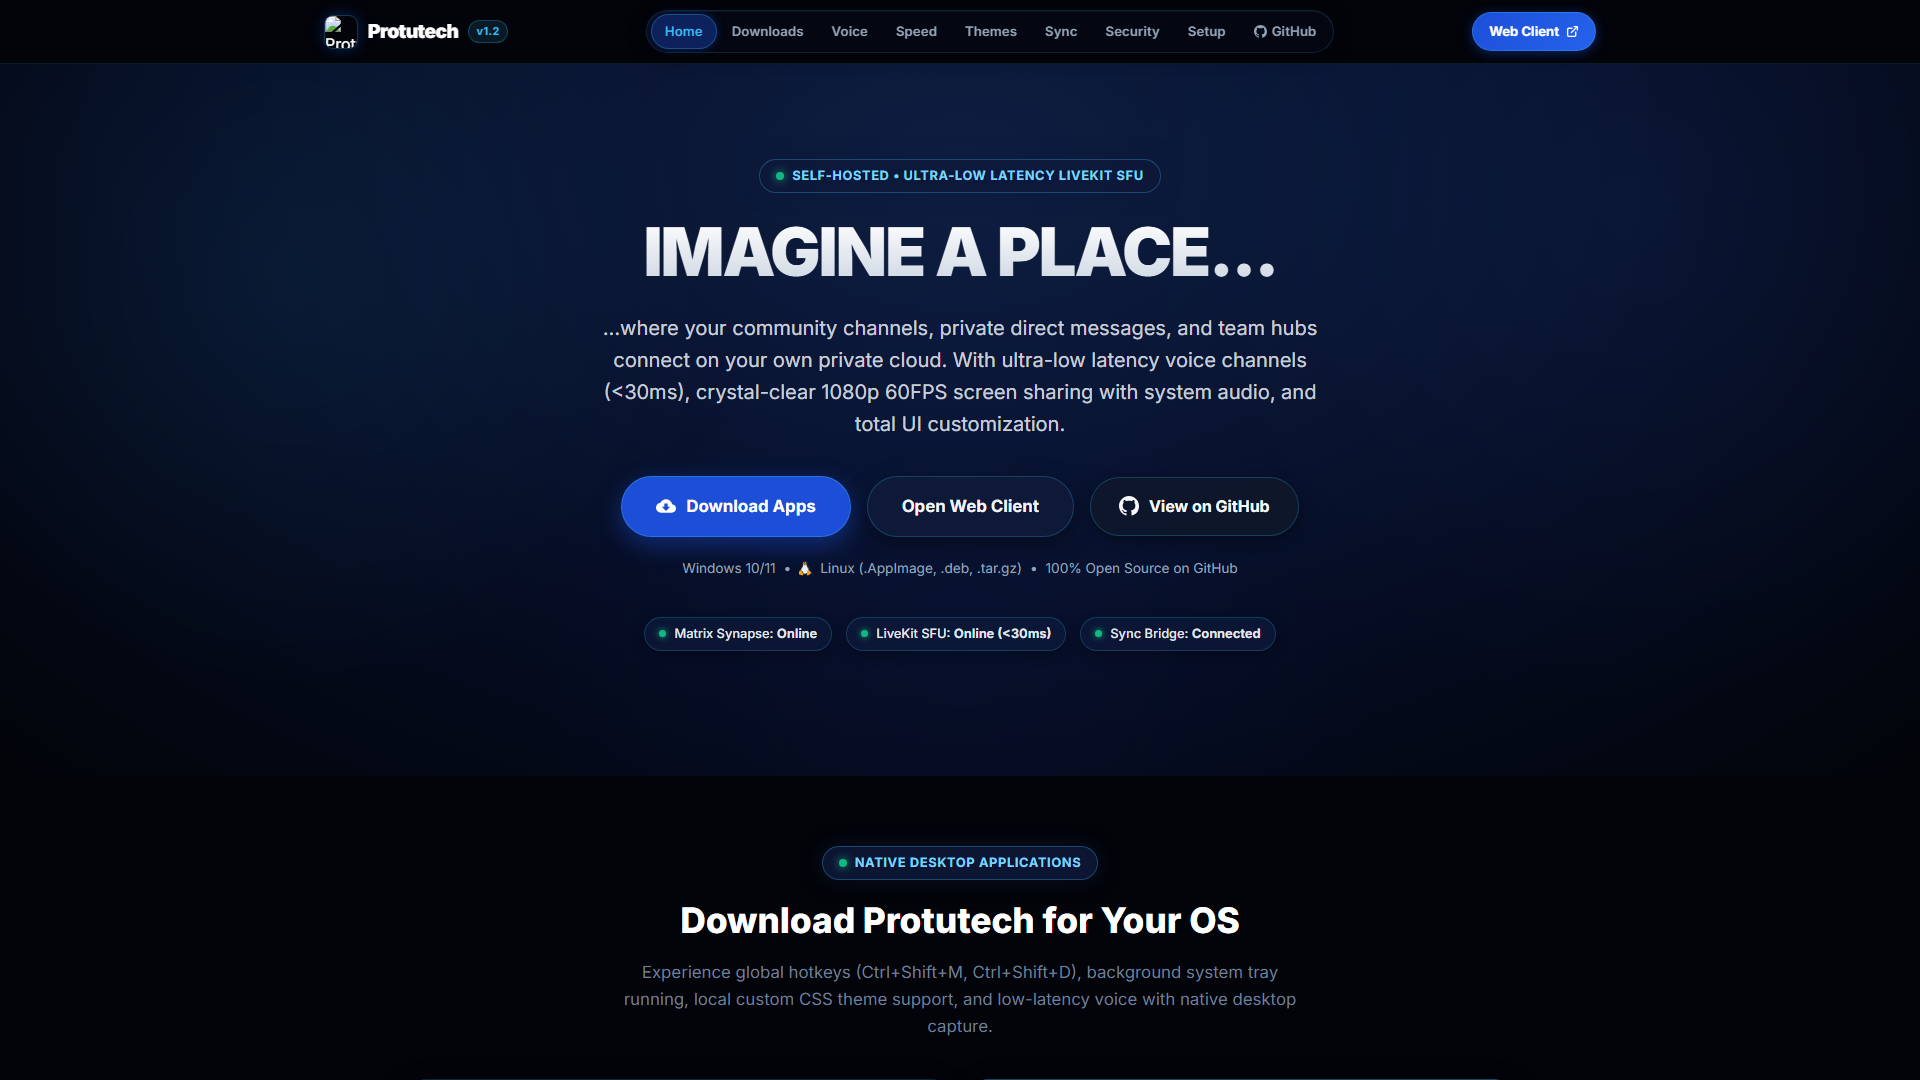 Prot
Protutech
v1.2
Home
Downloads
Voice
Speed
Themes
Sync
Security
Setup
GitHub
Web Client
SELF-HOSTED • ULTRA-LOW LATENCY LIVEKIT SFU
IMAGINE A PLACE...
...where your community channels, private direct messages, and team hubs
connect on your own private cloud. With ultra-low latency voice channels
(<30ms), crystal-clear 1080p 60FPS screen sharing with system audio, and
total UI customization.
Download Apps
Open Web Client
View on GitHub
Windows 10/11 • Linux (.AppImage, .deb, .tar.gz) • 100% Open Source on GitHub
Matrix Synapse: Online
LiveKit SFU: Online (<30ms)
Sync Bridge: Connected
NATIVE DESKTOP APPLICATIONS
Download Protutech for Your OS
Experience global hotkeys (Ctrl+Shift+M, Ctrl+Shift+D), background system tray
running, local custom CSS theme support, and low-latency voice with native desktop
capture.